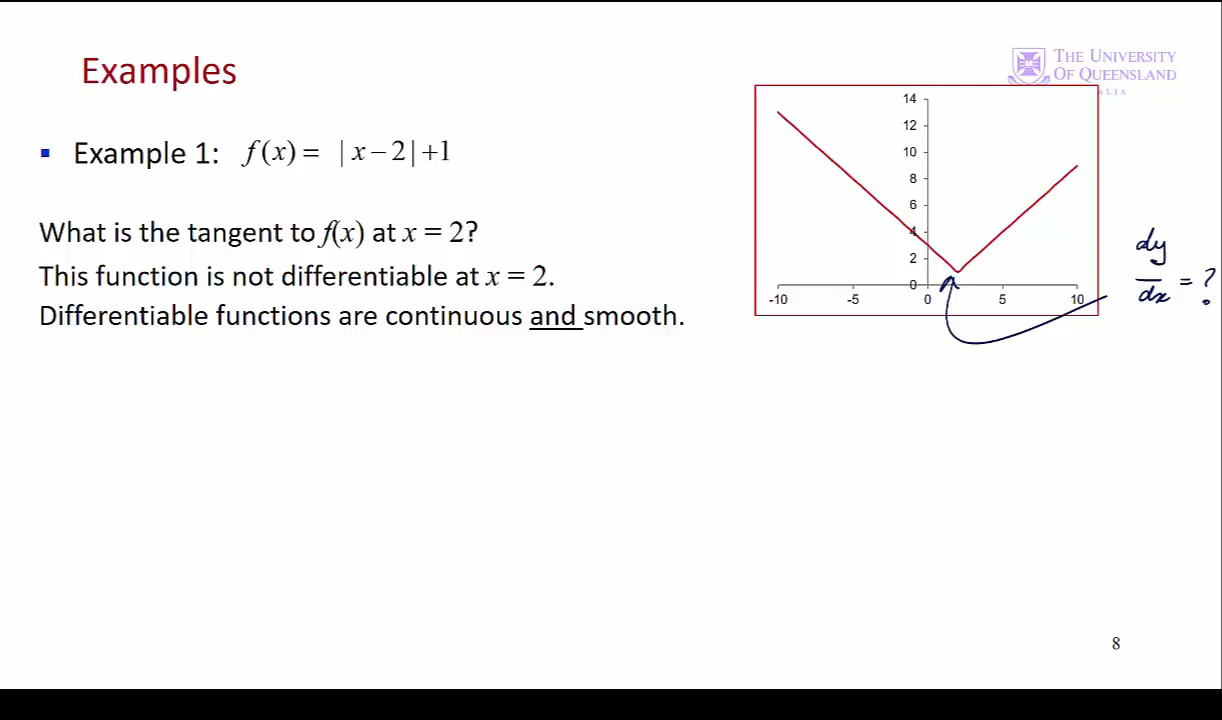 Examples
THE UNIVERSITY
OF QUEENSLAND
ALIA
Example 1: f(x) = |x − 2| + 1
What is the tangent to f(x) at x = 2?
This function is not differentiable at x = 2.
Differentiable functions are continuous and smooth.
14
12
10
8
6
4
2
0
-10 -5 0 5 10
dy
dx = ?
8